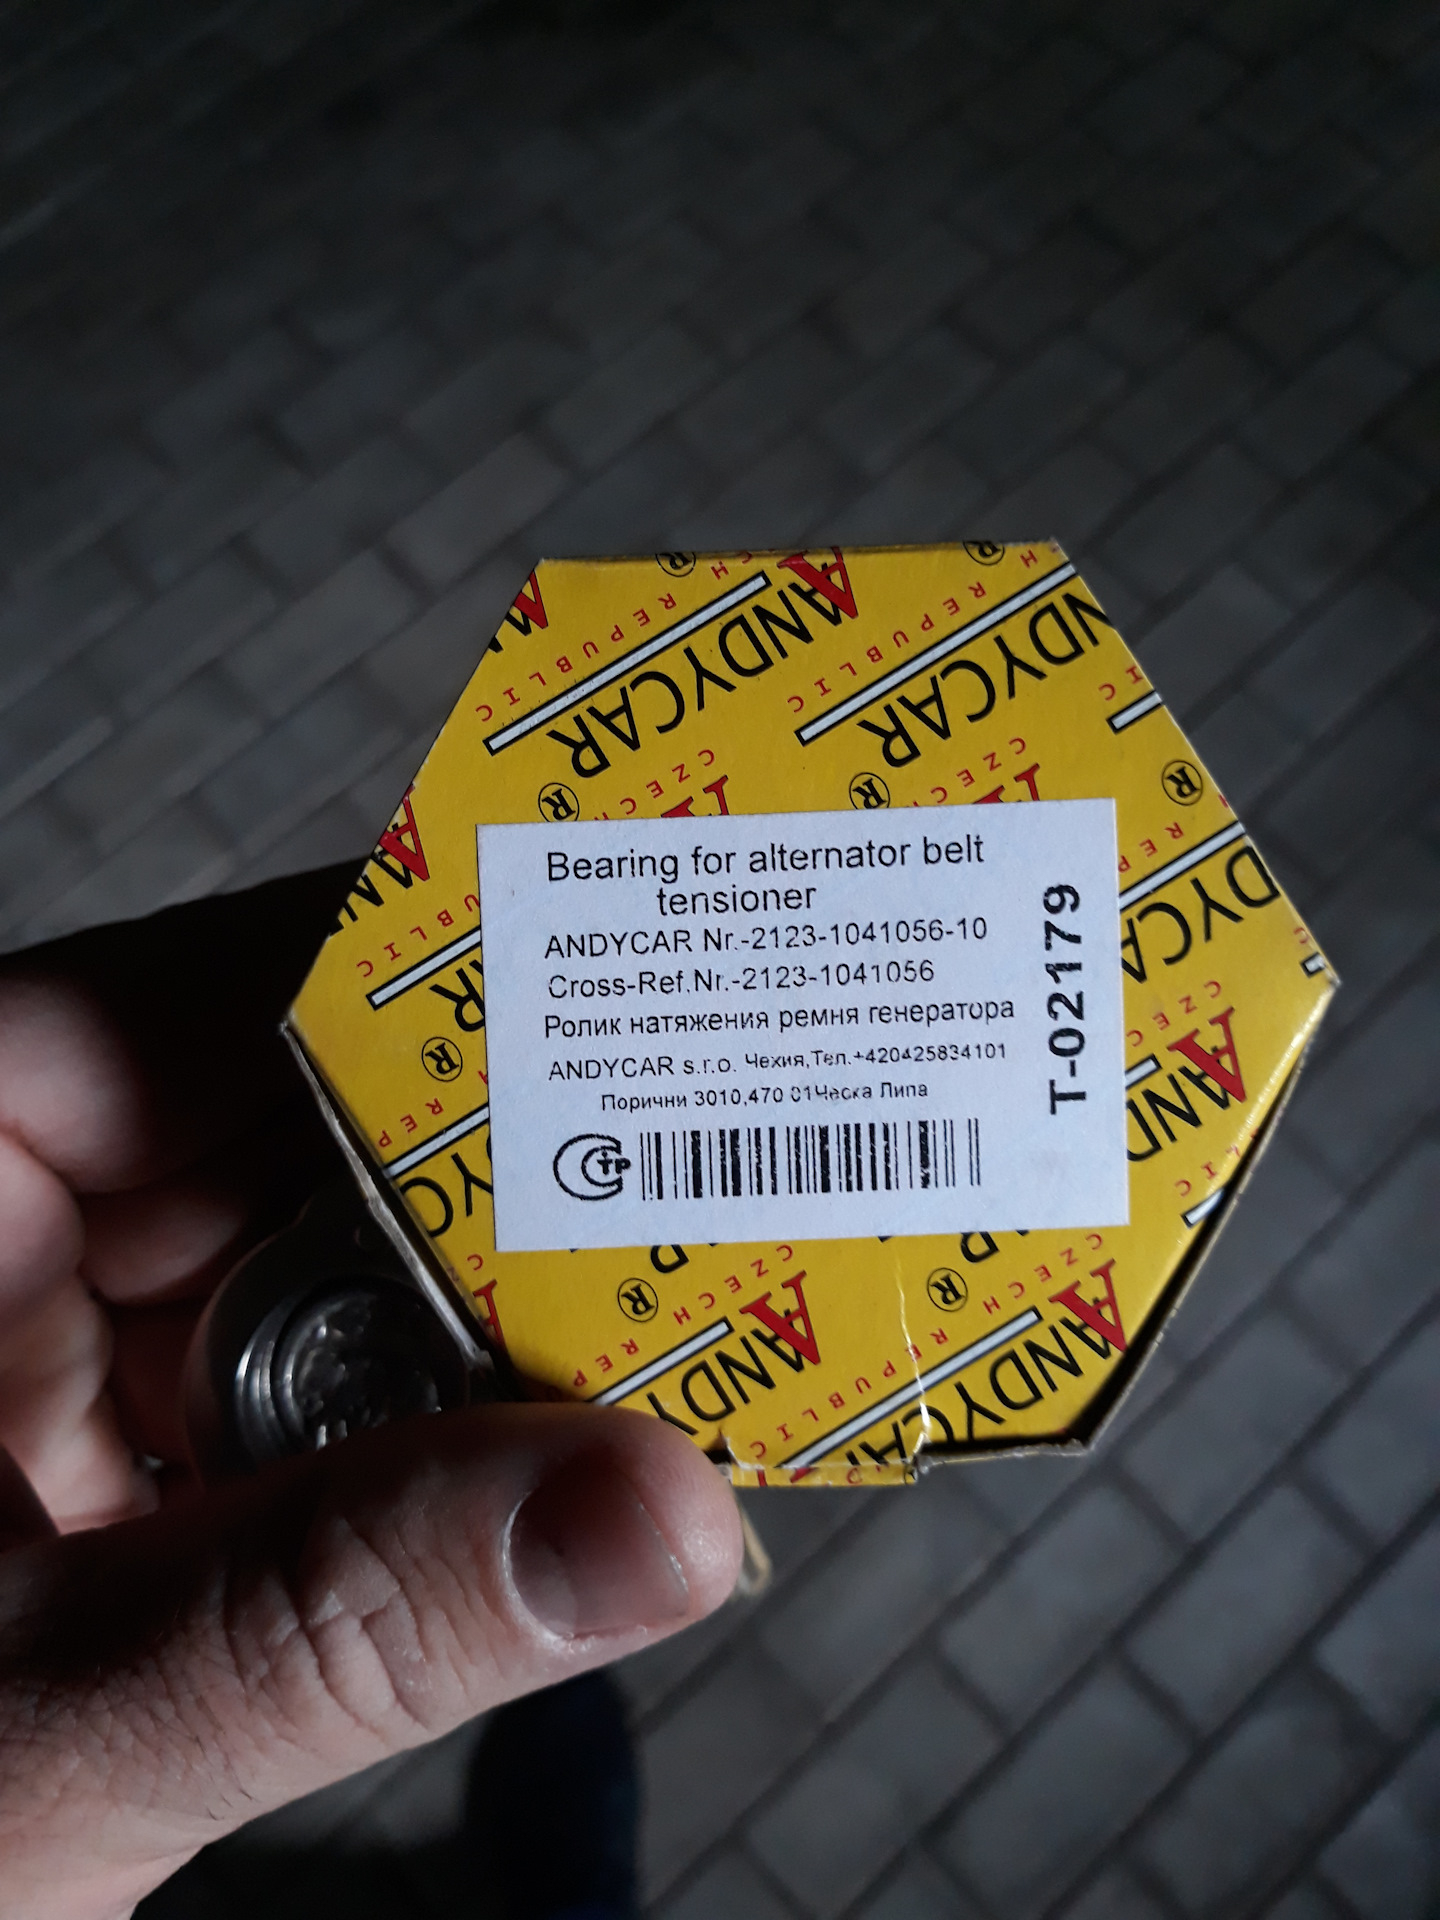 Bearing for alternator belt
tensioner
ANDYCAR Nr.-2123-1041056-10
Cross-Ref.Nr.-2123-1041056
Ролик натяжения ремня генератора
ANDYCAR s.r.o. Чехия,Тел.+420425834101
Порични 3010,470 01Ческа Липа
T-02179
СТР
ANDYCAR®
CZECH REPUBLIC